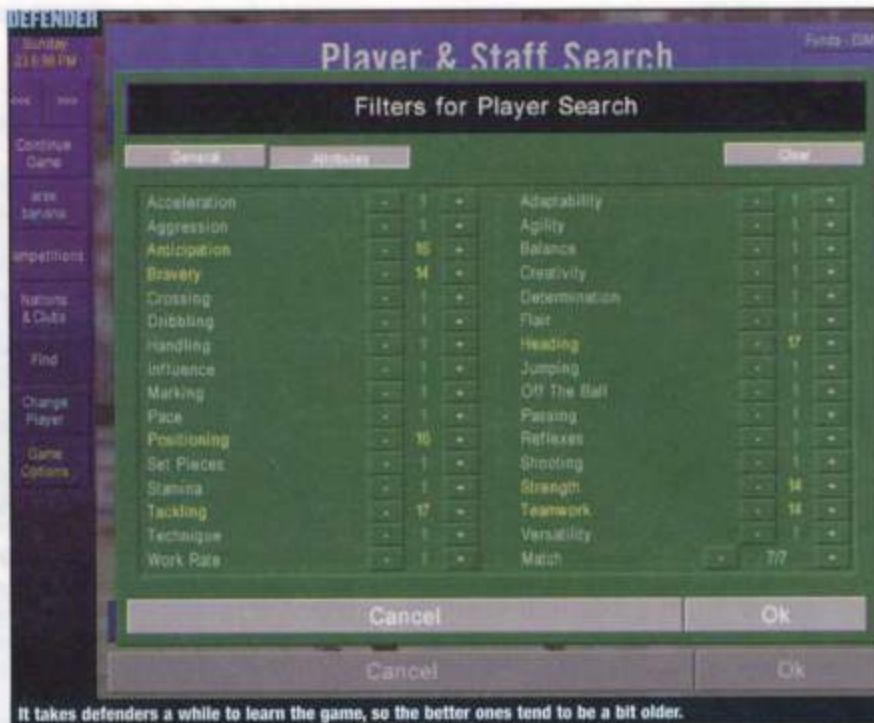 DEFENDER
Sunday
Player & Staff Search
Filters for Player Search
General Attributes Clear
Continue
Game
banana
Nations
& Clubs
Find
Change
Player
Game
Options
Acceleration - 1 + Adaptability - 1 +
Aggression - 1 + Agility - 1 +
Anticipation - 15 + Balance - 1 +
Bravery - 14 + Creativity - 1 +
Crossing - 1 + Determination - 1 +
Dribbling - 1 + Flair - 1 +
Handling - 1 + Heading - 17 +
Influence - 1 + Jumping - 1 +
Marking - 1 + Off The Ball - 1 +
Pace - 1 + Passing - 1 +
Positioning - 16 + Reflexes - 1 +
Set Pieces - 1 + Shooting - 1 +
Stamina - 1 + Strength - 14 +
Tackling - 17 + Teamwork - 14 +
Technique - 1 + Versatility - 1 +
Work Rate - 1 + Match - 7/7 +
Cancel Ok
Cancel Ok
It takes defenders a while to learn the game, so the better ones tend to be a bit older.